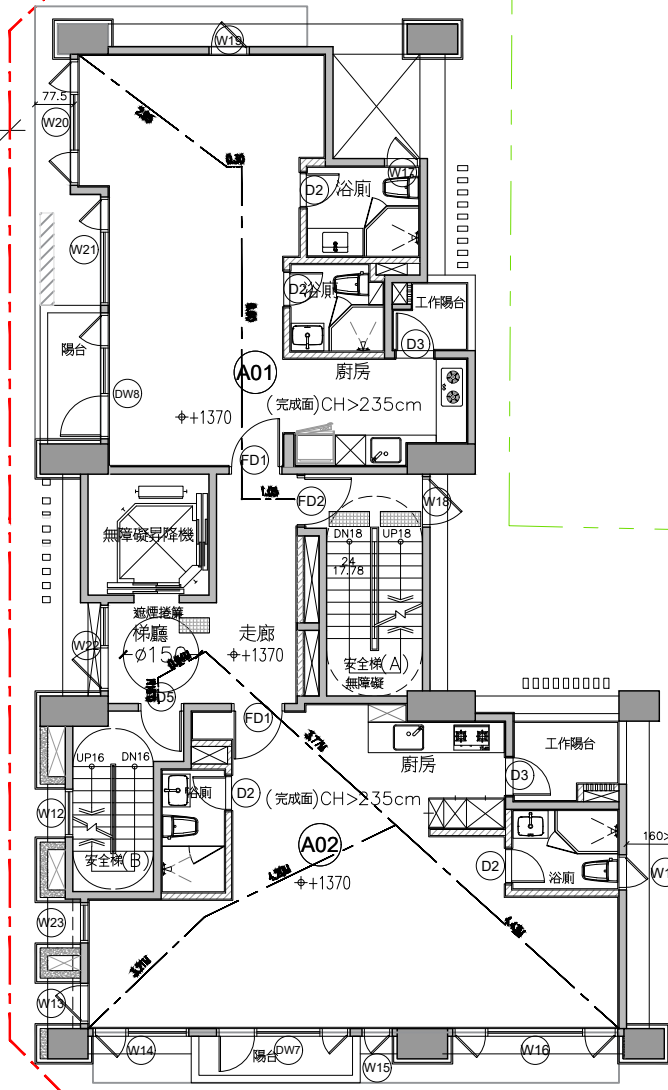 W19
77.5
W20
W17
D2
浴廁
W21
D2
浴廁
工作陽台
陽台
D3
A01
廚房
DW8
(完成面)CH>235cm
+1370
FD1
FD2
W18
無障礙昇降機
DN18
UP18
24
17.78
遮煙捲簾
梯廳
走廊
W22
ø150
+1370
安全梯(A)
無障礙
D5
FD1
工作陽台
UP16
DN16
廚房
D3
浴廁
D2
(完成面)CH>235cm
W12
A02
160>
安全梯(B)
D2
浴廁
+1370
W23
W13
W14
陽台
DW7
W15
W16